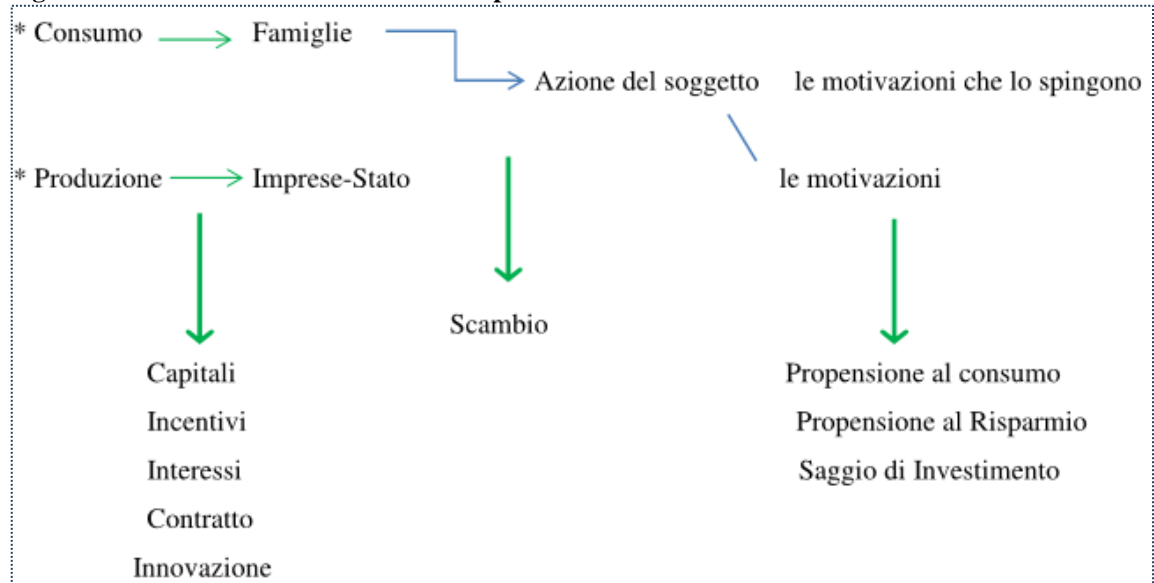 * Consumo Famiglie
Azione del soggetto le motivazioni che lo spingono
* Produzione Imprese-Stato le motivazioni
Scambio
Capitali Propensione al consumo
Incentivi Propensione al Risparmio
Interessi Saggio di Investimento
Contratto
Innovazione